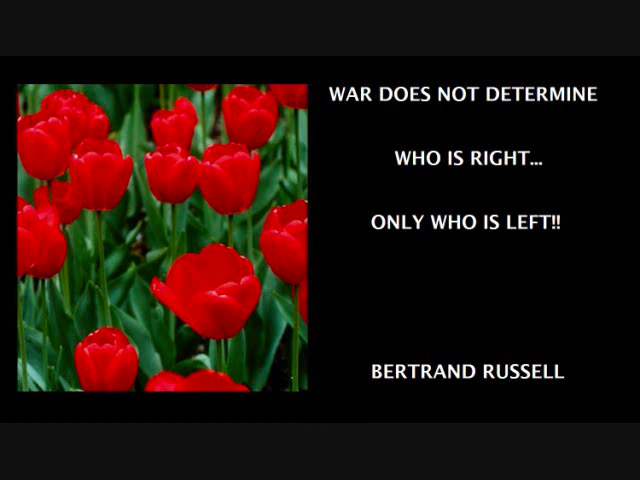 WAR DOES NOT DETERMINE
WHO IS RIGHT...
ONLY WHO IS LEFT!!
BERTRAND RUSSELL